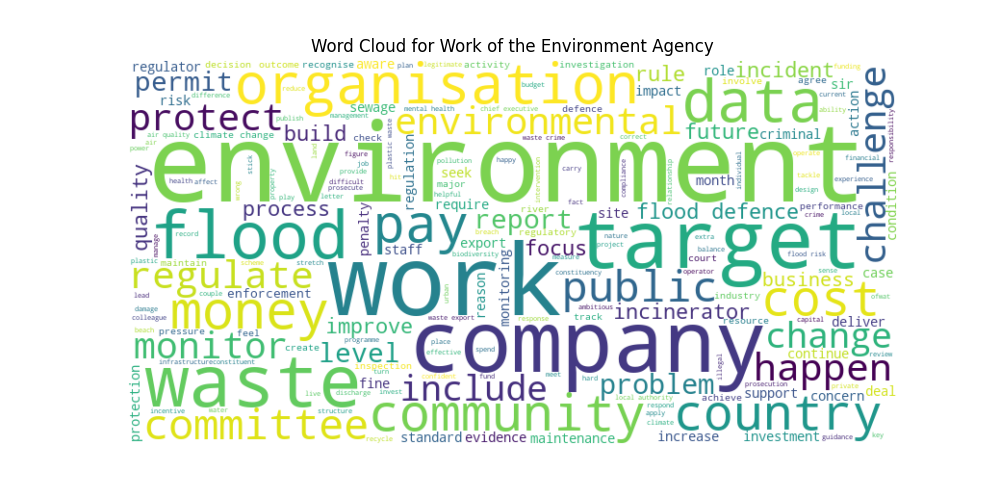 Word Cloud for Work of the Environment Agency
regulator decision outcome recognise aware plan legitimate activity investigation role incident funding
permit organisation rule involve agree
risk difference reduce sewage budget impact data sir current action challenge
protect publish management mental health chief executive defence environmental future criminal ability
air quality climate change build check plastic waste waste crime correct responsibility
power air environment figure regulation pollution happy carry compliance relationship individual financial
stick land job provide seek intervention month operate tackle experience
health affect wrong property difficult prosecute major helpful fact design
quality play letter require river condition
process penalty pay report site flood defence performance crime local
manage record flood staff regulatory nature extra target
breach export focus project balance court flood risk
plastic maintain scheme stretch biodiversity measure constituency operator sense case
regulate work reason monitoring public industry business
lead couple enforcement urban ambitious cost ofwat
damage colleague money waste export response incinerator track resource capital deliver
beach pressure feel improve company change
monitor create programme place effective spend continue review
infrastructure constituent level inspection illegal happen
protection waste turn confident fund meet hard problem prosecution private
live discharge fine invest include achieve support concern deal
incentive water structure local authority respond
committee community apply country
recycle standard evidence maintenance climate increase investment guidance key